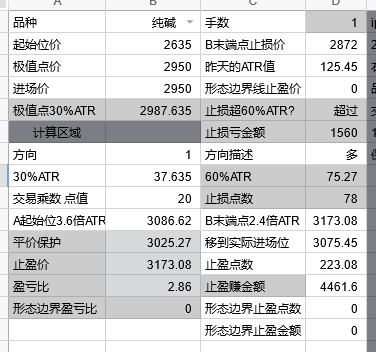 A B C D
品种 纯碱 手数 1
起始位价 2635 B末端点止损价 2872
极值点价 2950 昨天的ATR值 125.45
进场价 2950 形态边界线止盈价 0
极值点30%ATR 2987.635 止损超60%ATR? 超过
计算区域 止损亏金额 1560
方向 1 方向描述 多
30%ATR 37.635 60%ATR 75.27
交易乘数 点值 20 止损点数 78
A起始位3.6倍ATR 3086.62 B末端点2.4倍ATR 3173.08
平价保护 3025.27 移到实际进场位 3075.45
止盈价 3173.08 止盈点数 223.08
盈亏比 2.86 止盈赚金额 4461.6
形态边界盈亏比 0 形态边界止盈点数 0
形态边界止盈金额 0